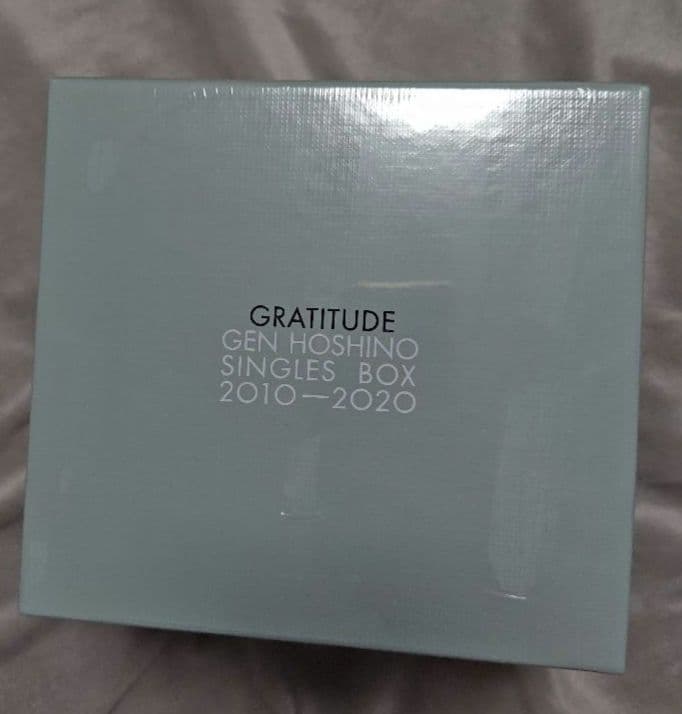 GRATITUDE
GEN HOSHINO
SINGLES BOX
2010—2020